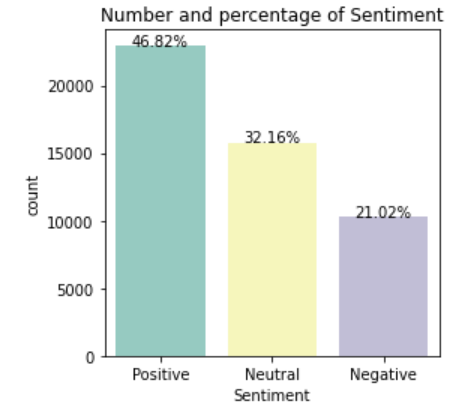 Number and percentage of Sentiment
46.82%
32.16%
21.02%
20000
15000
10000
5000
0
count
Positive Neutral Negative
Sentiment